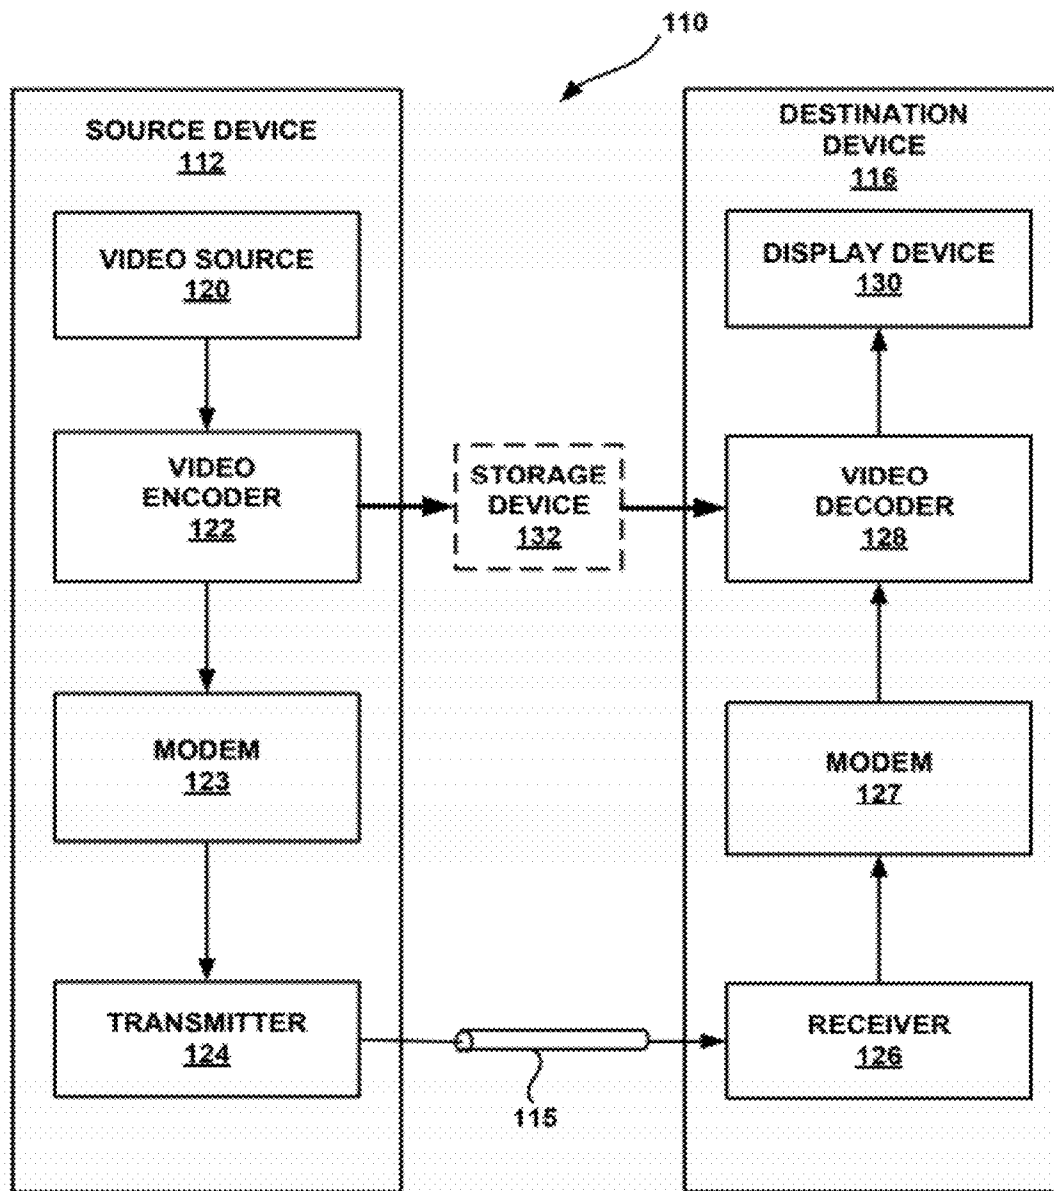 110
SOURCE DEVICE
112
VIDEO SOURCE
120
VIDEO
ENCODER
122
MODEM
123
TRANSMITTER
124
STORAGE
DEVICE
132
115
DESTINATION
DEVICE
116
DISPLAY DEVICE
130
VIDEO
DECODER
128
MODEM
127
RECEIVER
126